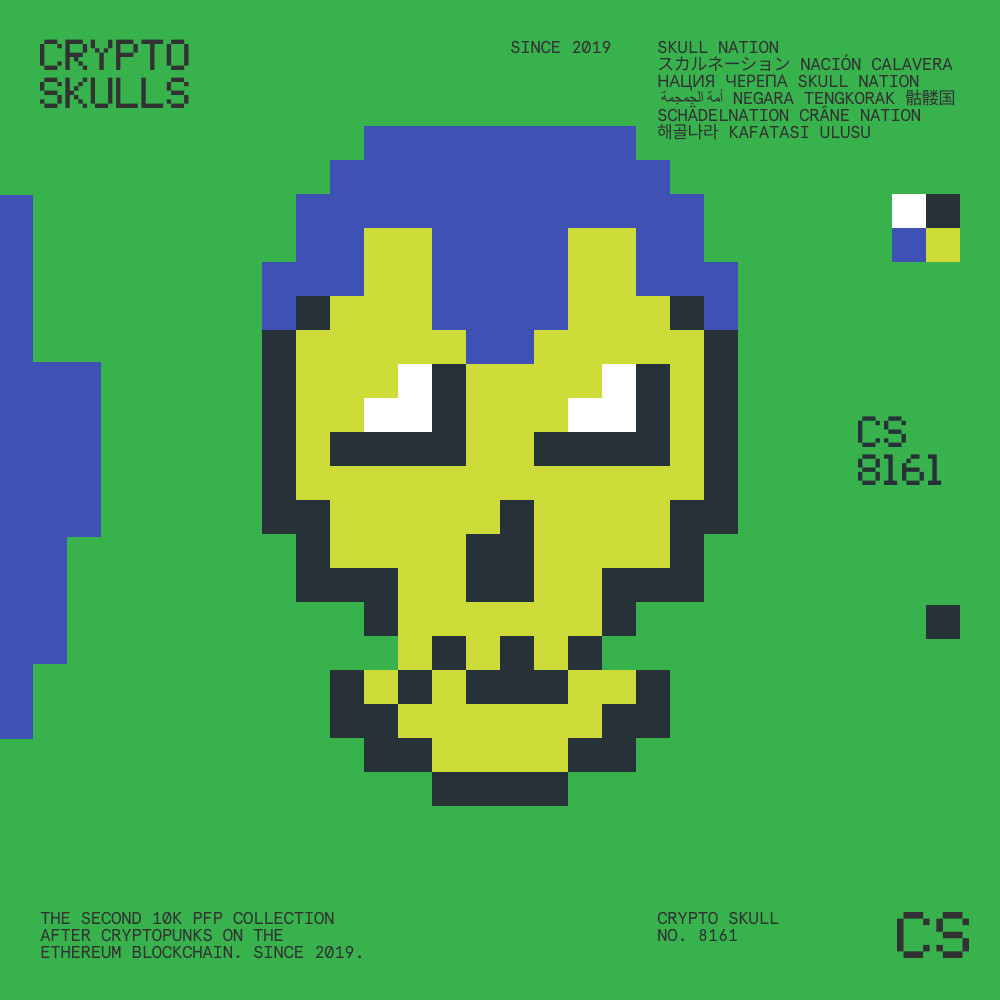 CRYPTO
SKULLS
SINCE 2019
SKULL NATION
スカルネーション NACIÓN CALAVERA
НАЦИЯ ЧЕРЕПА SKULL NATION
أمة الجمجمة NEGARA TENGKORAK 骷髅国
SCHÄDELNATION CRÂNE NATION
해골나라 KAFATASI ULUSU
CS
8161
THE SECOND 10K PFP COLLECTION
AFTER CRYPTOPUNKS ON THE
ETHEREUM BLOCKCHAIN. SINCE 2019.
CRYPTO SKULL
NO. 8161
CS